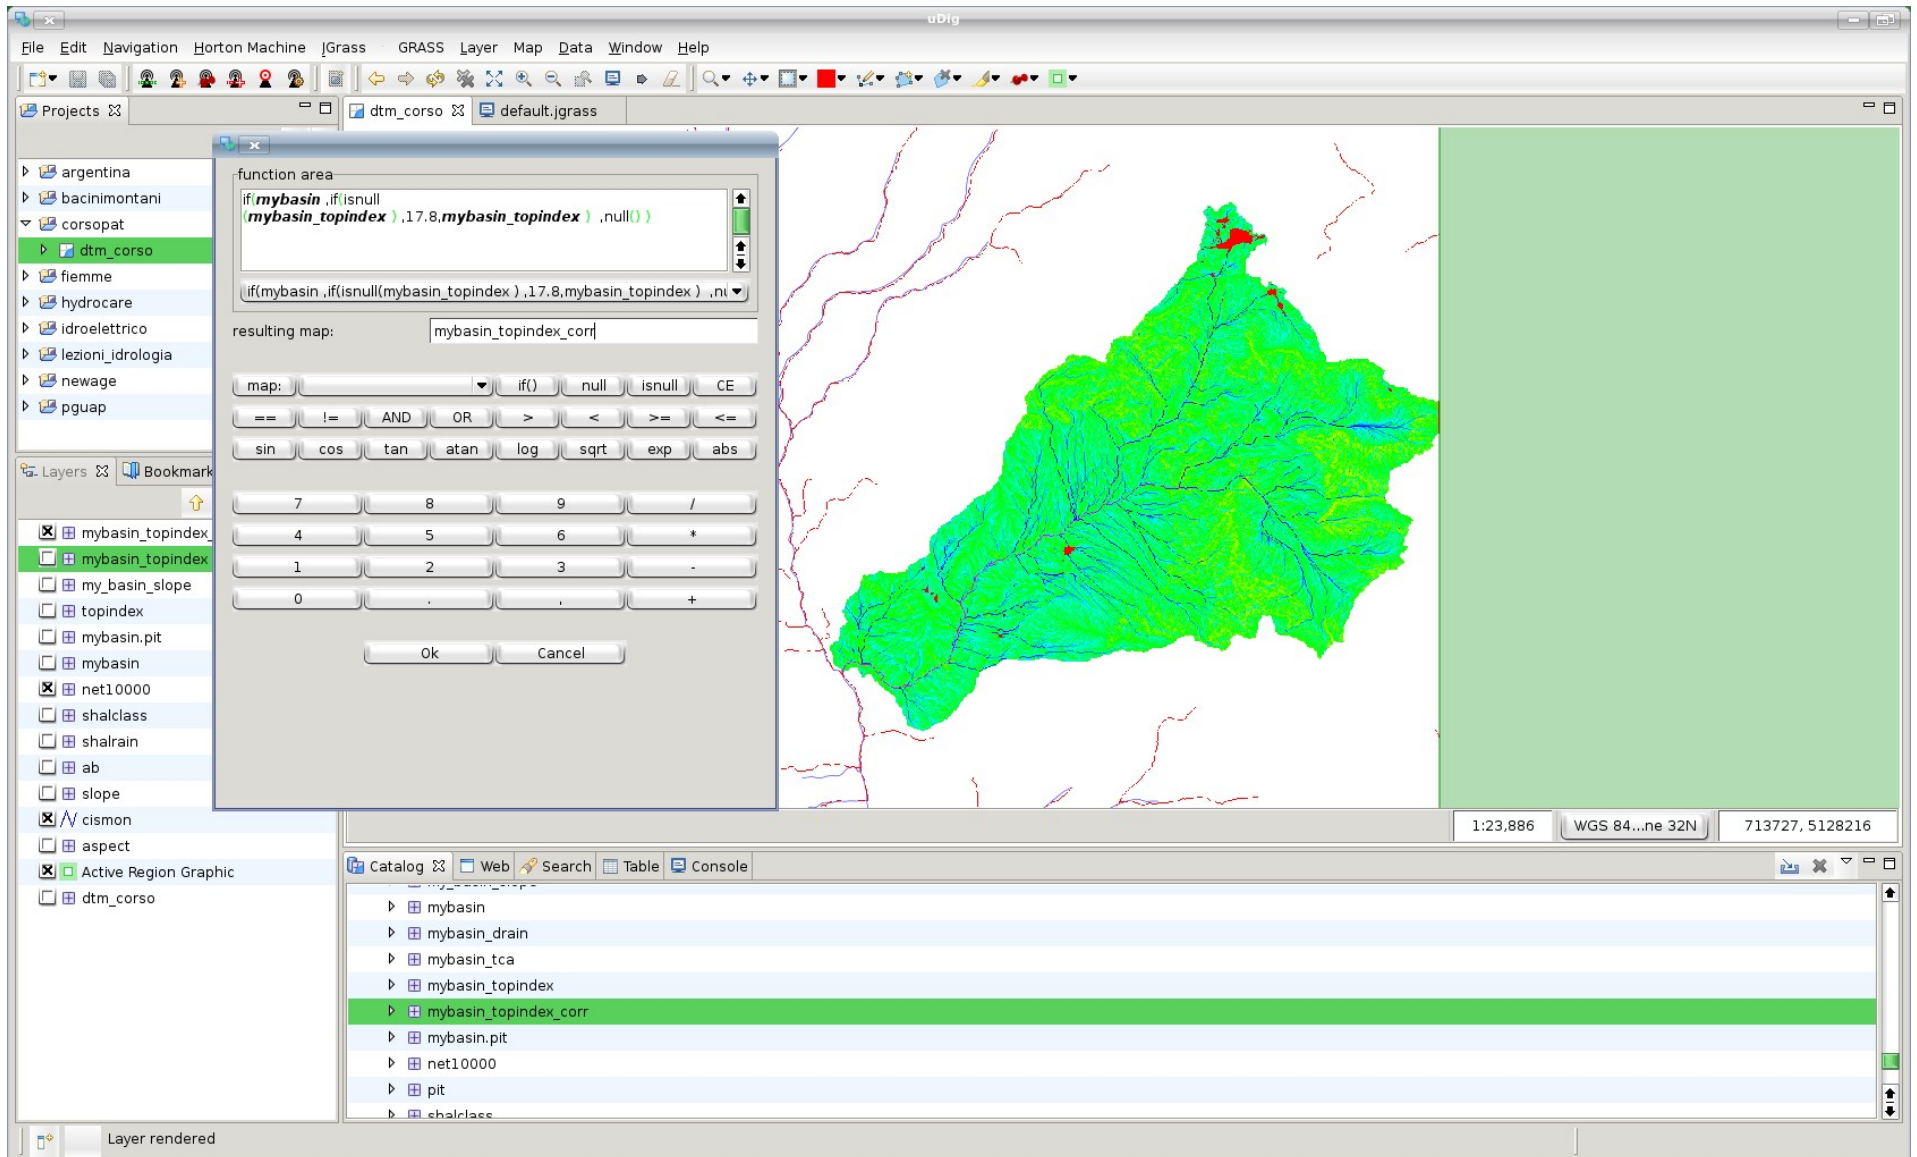 uDig
File Edit Navigation Horton Machine JGrass GRASS Layer Map Data Window Help
Projects
dtm_corso
default.jgrass
argentina
bacinimontani
corsopat
dtm_corso
fiemme
hydrocare
idroelettrico
lezioni_idrologia
newage
pguap
function area
if(mybasin ,if(isnull
(mybasin_topindex ) ,17.8,mybasin_topindex ) ,null() )
if(mybasin ,if(isnull(mybasin_topindex ) ,17.8,mybasin_topindex ) ,nu
resulting map: mybasin_topindex_corr
map: if() null isnull CE
== != AND OR > < >= <=
sin cos tan atan log sqrt exp abs
7 8 9 /
4 5 6 *
1 2 3 -
0 . , +
Ok Cancel
Layers Bookmark
mybasin_topindex_
mybasin_topindex
my_basin_slope
topindex
mybasin.pit
mybasin
net10000
shalclass
shalrain
ab
slope
cismon
aspect
Active Region Graphic
dtm_corso
1:23,886 WGS 84...ne 32N 713727, 5128216
Catalog Web Search Table Console
my_basin_slope
mybasin
mybasin_drain
mybasin_tca
mybasin_topindex
mybasin_topindex_corr
mybasin.pit
net10000
pit
shalclass
Layer rendered